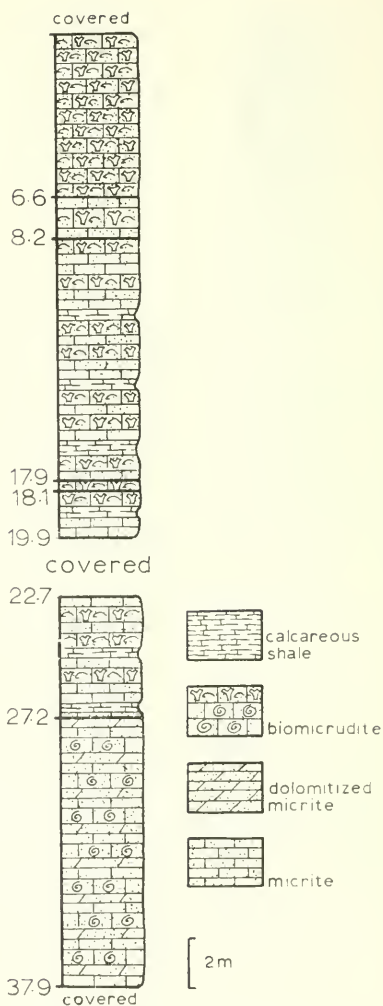 covered
6.6
8.2
17.9
18.1
19.9
covered
22.7
27.2
37.9
covered
calcareous
shale
biomicrudite
dolomitized
micrite
micrite
2m